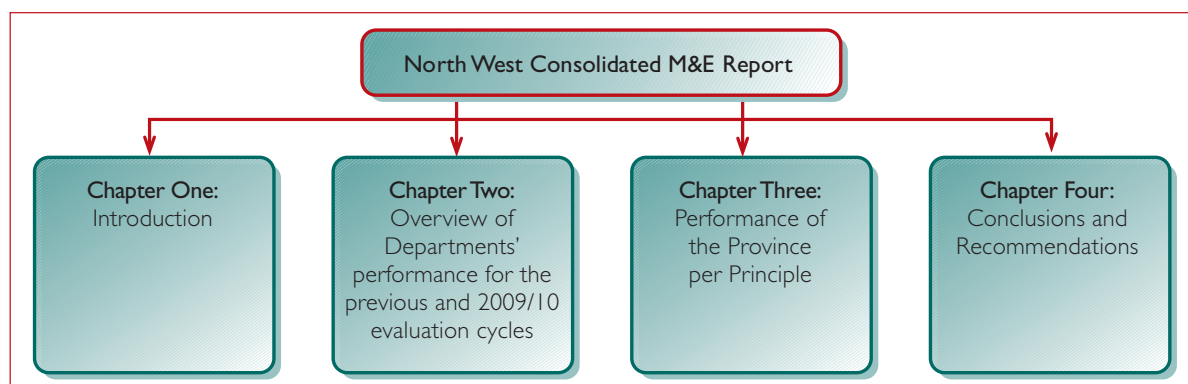 North West Consolidated M&E Report
Chapter One:
Introduction
Chapter Two:
Overview of
Departments’
performance for the
previous and 2009/10
evaluation cycles
Chapter Three:
Performance of
the Province
per Principle
Chapter Four:
Conclusions and
Recommendations